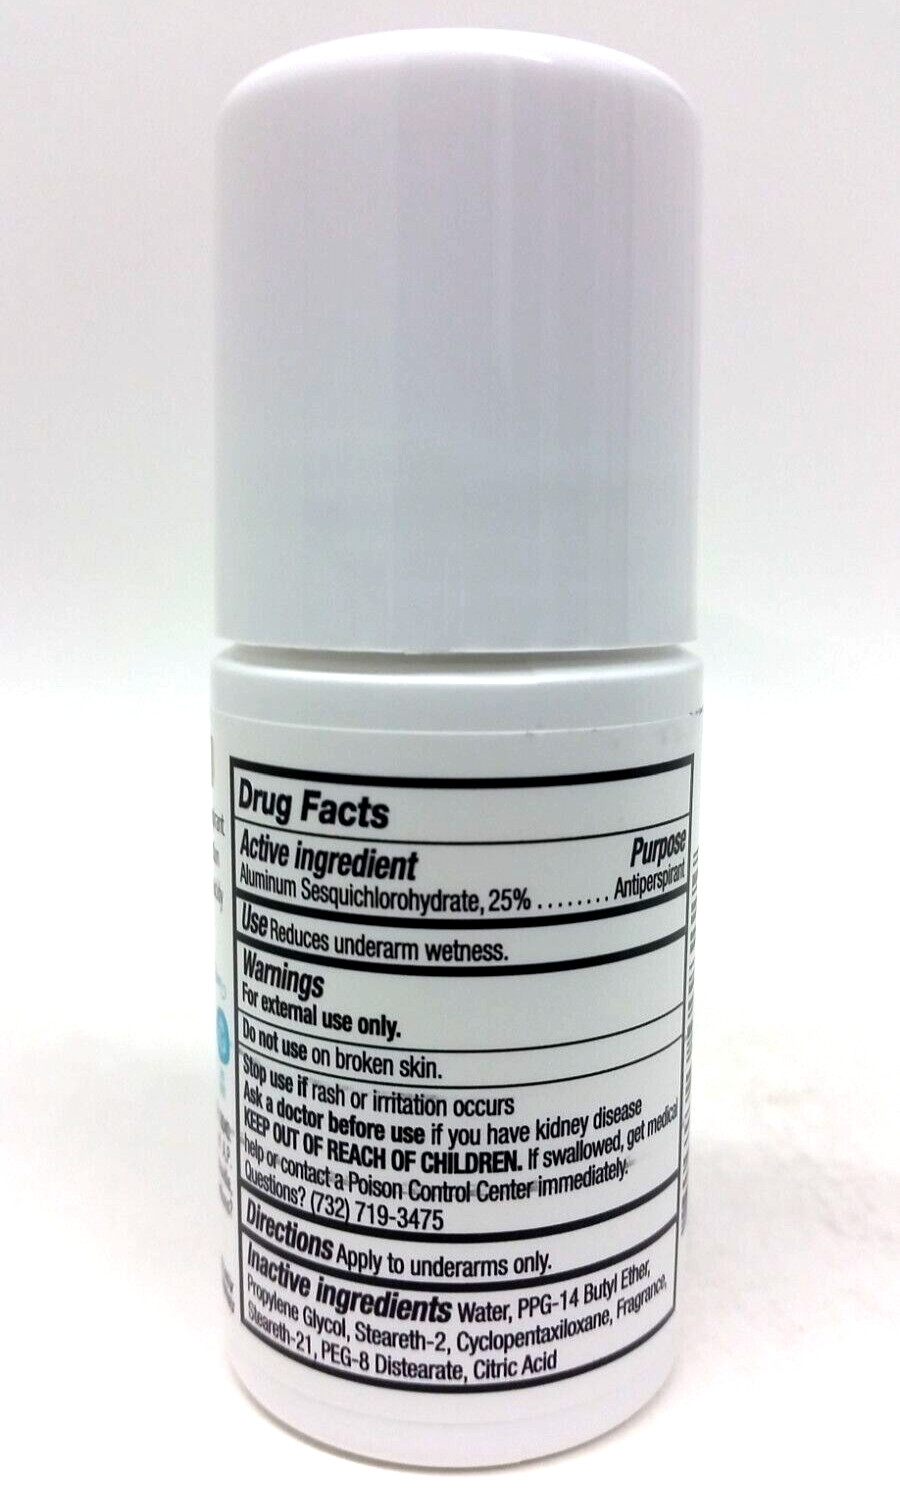 Drug Facts
Active ingredient Purpose
Aluminum Sesquichlorohydrate, 25% ........ Antiperspirant
Use Reduces underarm wetness.
Warnings
For external use only.
Do not use on broken skin.
Stop use if rash or irritation occurs
Ask a doctor before use if you have kidney disease
KEEP OUT OF REACH OF CHILDREN. If swallowed, get medical
help or contact a Poison Control Center immediately.
Questions? (732) 719-3475
Directions Apply to underarms only.
Inactive ingredients Water, PPG-14 Butyl Ether,
Propylene Glycol, Steareth-2, Cyclopentaxiloxane, Fragrance,
Steareth-21, PEG-8 Distearate, Citric Acid